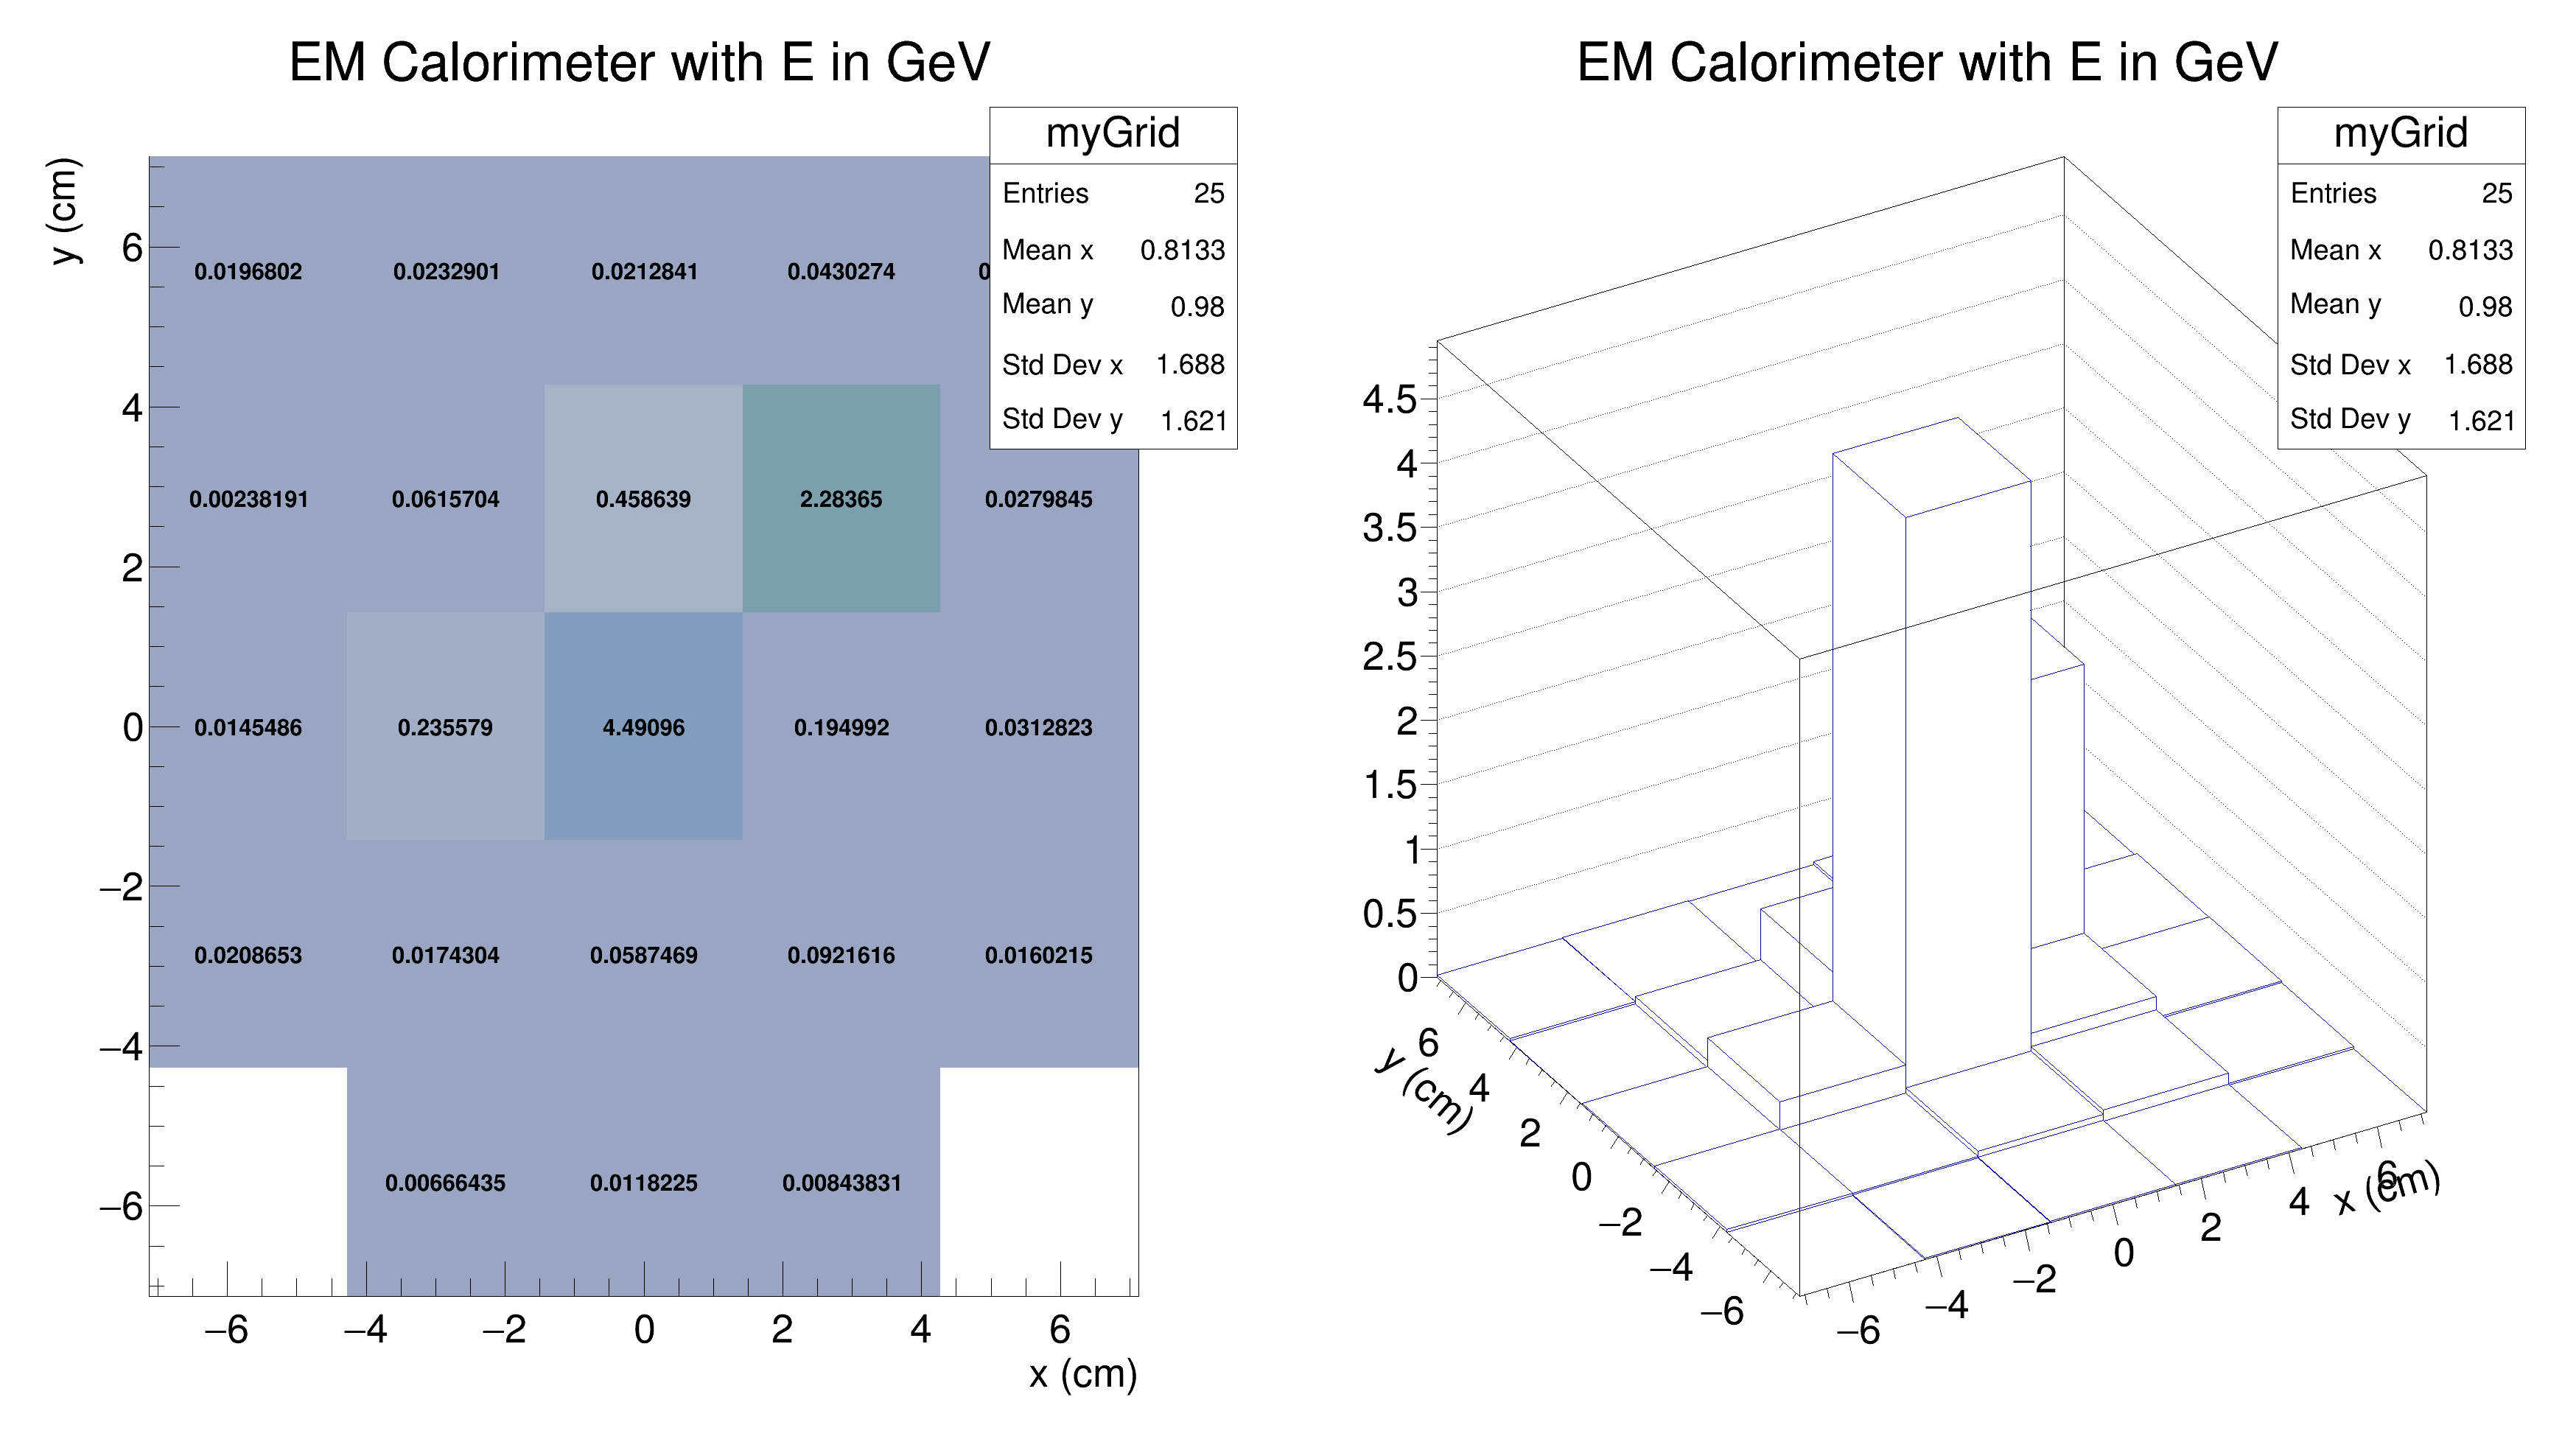 EM Calorimeter with E in GeV
myGrid
Entries 25
Mean x 0.8133
Mean y 0.98
Std Dev x 1.688
Std Dev y 1.621
y (cm)
6
0.0196802 0.0232901 0.0212841 0.0430274
4
0.00238191 0.0615704 0.458639 2.28365 0.0279845
2
0 0.0145486 0.235579 4.49096 0.194992 0.0312823
−2
0.0208653 0.0174304 0.0587469 0.0921616 0.0160215
−4
0.00666435 0.0118225 0.00843831
−6
−6 −4 −2 0 2 4 6
x (cm)
EM Calorimeter with E in GeV
myGrid
Entries 25
Mean x 0.8133
Mean y 0.98
Std Dev x 1.688
Std Dev y 1.621
4.5
4
3.5
3
2.5
2
1.5
1
0.5
0
y (cm)
6
4
2
0
−2
−4
−6
−6 −4 −2 0 2 4 6
x (cm)